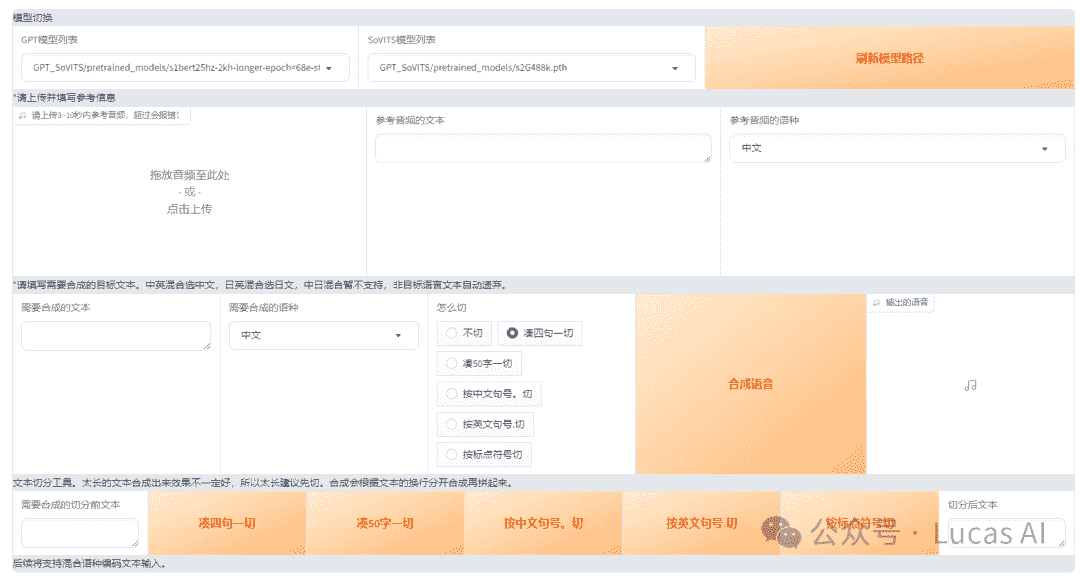 模型切换
GPT模型列表
SoVITS模型列表
GPT_SoVITS/pretrained_models/s1bert25hz-2kh-longer-epoch=68e-st
GPT_SoVITS/pretrained_models/s2G488k.pth
刷新模型路径
*请上传并填写参考信息
请上传3~10秒内参考音频，超过会报错！
拖放音频至此处
- 或 -
点击上传
参考音频的文本
参考音频的语种
中文
*请填写需要合成的目标文本。中英混合选中文，日英混合选日文，中日混合暂不支持，非目标语言文本自动遗弃。
需要合成的文本
需要合成的语种
中文
怎么切
不切
凑四句一切
凑50字一切
按中文句号。切
按英文句号.切
按标点符号切
合成语音
输出的语音
文本切分工具。太长的文本合成出来效果不一定好，所以太长建议先切。合成会根据文本的换行分开合成再拼起来。
需要合成的切分前文本
凑四句一切
凑50字一切
按中文句号。切
按英文句号.切
按标点符号切
切分后文本
公众号 · Lucas AI
后续将支持混合语种编码文本输入。